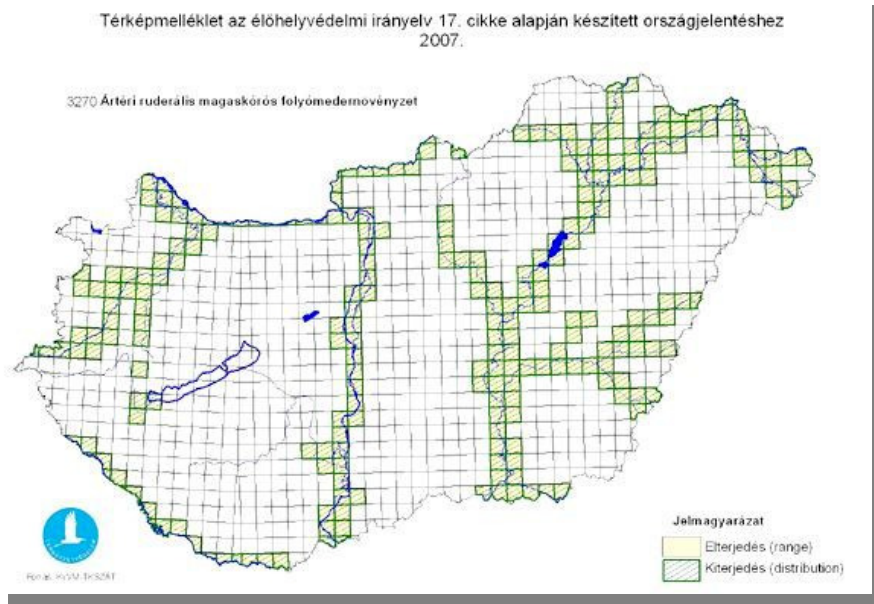 Térképmelléklet az élőhelyvédelmi irányelv 17. cikke alapján készített országjelentéshez
2007.
3270 Ártéri ruderális magaskórós folyómedernövényzet
Jelmagyarázat
Elterjedés (range)
Kiterjedés (distribution)